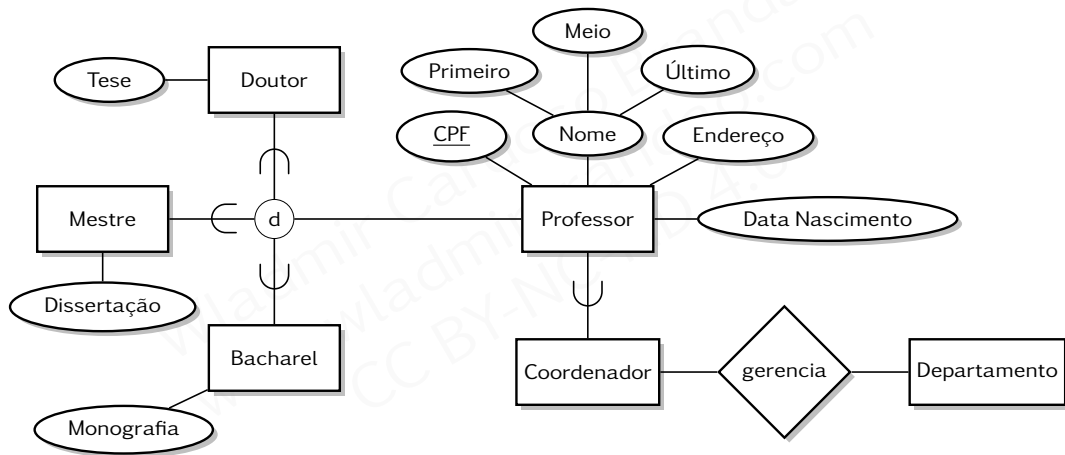 Meio
Primeiro
Último
Tese
Doutor
CPF
Nome
Endereço
Mestre
d
Professor
Data Nascimento
Dissertação
Bacharel
Coordenador
gerencia
Departamento
Monografia